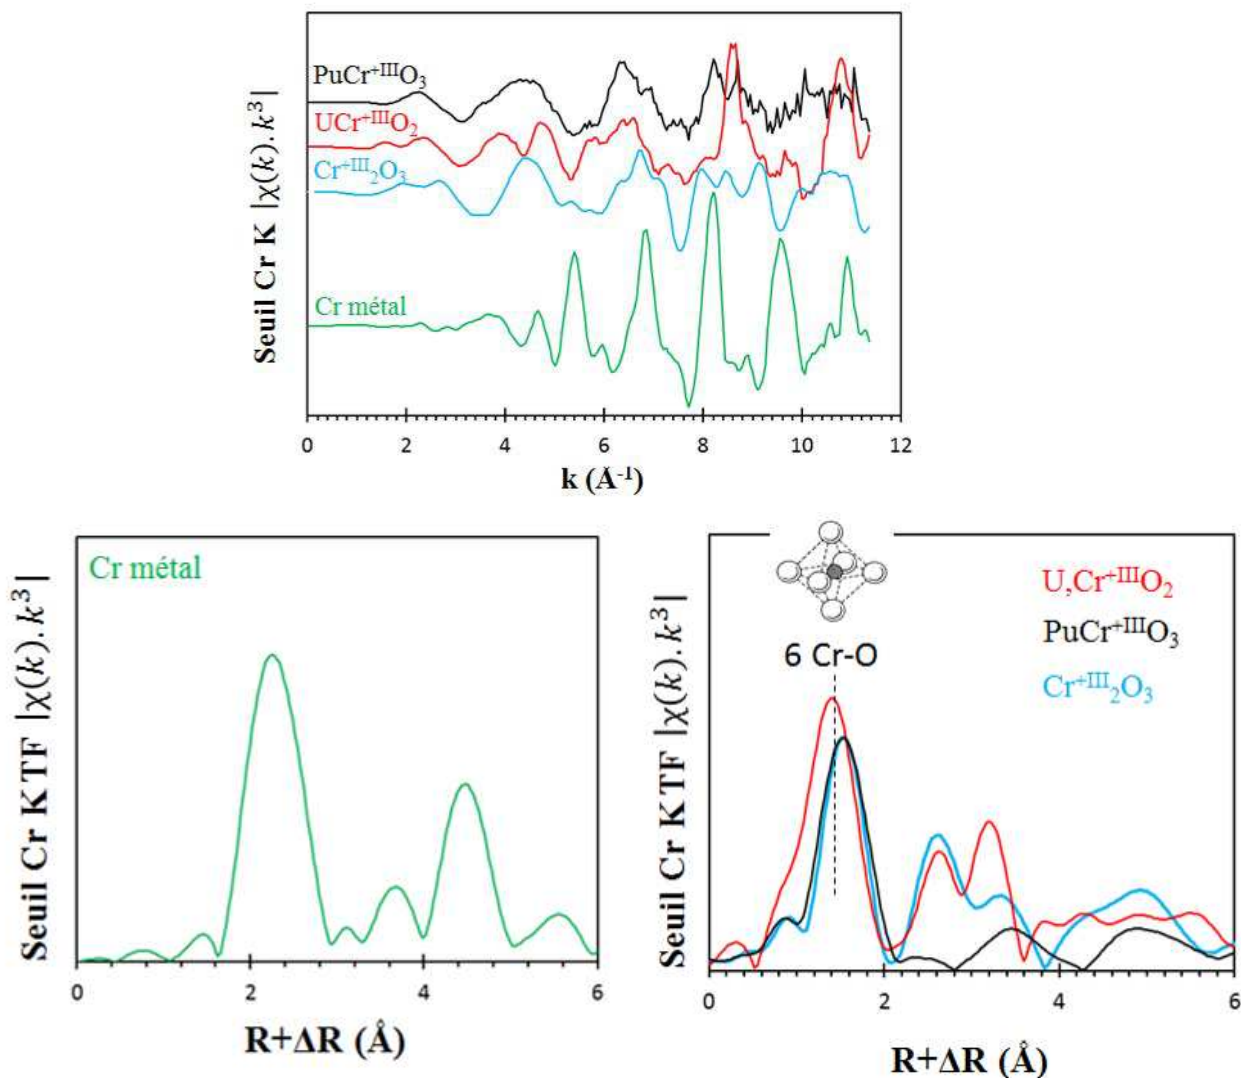 PuCr⁺ᴵᴵᴵO₃
UCr⁺ᴵᴵᴵO₂
Cr⁺ᴵᴵᴵ₂O₃
Cr métal
Seuil Cr K |χ(k).k³|
0 2 4 6 8 10 12
k (Å⁻¹)
Cr métal
Seuil Cr K TF |χ(k).k³|
0 2 4 6
R+ΔR (Å)
6 Cr-O
U,Cr⁺ᴵᴵᴵO₂
PuCr⁺ᴵᴵᴵO₃
Cr⁺ᴵᴵᴵ₂O₃
Seuil Cr K TF |χ(k).k³|
0 2 4 6
R+ΔR (Å)